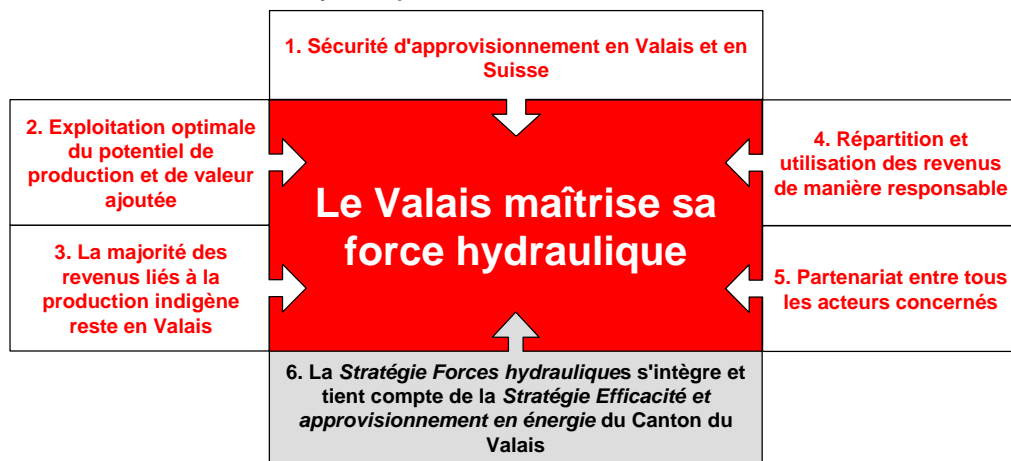 1. Sécurité d'approvisionnement en Valais et en
Suisse
2. Exploitation optimale
du potentiel de
production et de valeur
ajoutée
3. La majorité des
revenus liés à la
production indigène
reste en Valais
Le Valais maîtrise sa
force hydraulique
4. Répartition et
utilisation des revenus
de manière responsable
5. Partenariat entre tous
les acteurs concernés
6. La Stratégie Forces hydrauliques s'intègre et
tient compte de la Stratégie Efficacité et
approvisionnement en énergie du Canton du
Valais